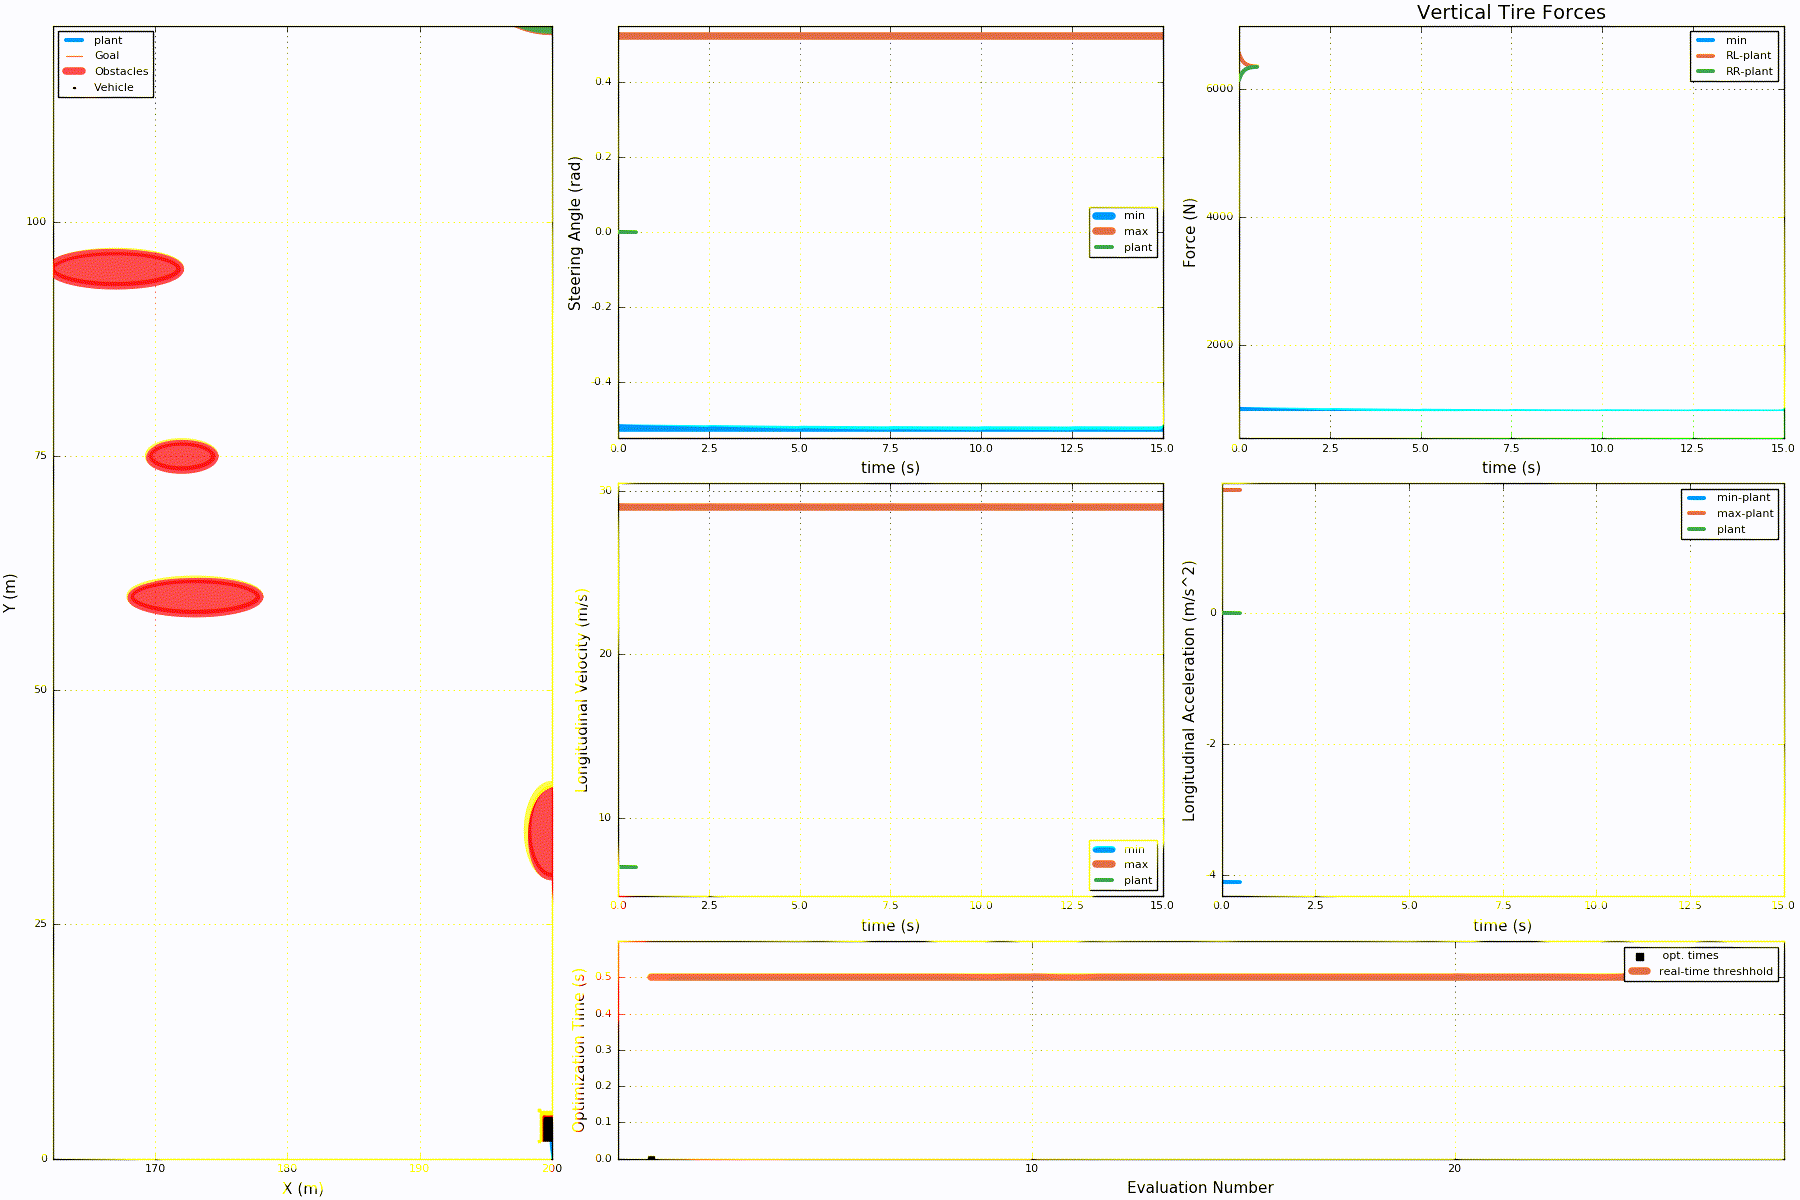 plant
Goal
Obstacles
Vehicle
100
75
50
25
0
Y (m)
170
180
190
200
X (m)
0.4
0.2
0.0
-0.2
-0.4
Steering Angle (rad)
min
max
plant
0.0 2.5 5.0 7.5 10.0 12.5 15.0
time (s)
Vertical Tire Forces
6000
4000
2000
Force (N)
min
RL-plant
RR-plant
0.0 2.5 5.0 7.5 10.0 12.5 15.0
time (s)
30
20
10
Longitudinal Velocity (m/s)
min
max
plant
0.0 2.5 5.0 7.5 10.0 12.5 15.0
time (s)
0
-2
-4
Longitudinal Acceleration (m/s^2)
min-plant
max-plant
plant
0.0 2.5 5.0 7.5 10.0 12.5 15.0
time (s)
0.5
0.4
0.3
0.2
0.1
0.0
Optimization Time (s)
opt. times
real-time threshhold
10 20
Evaluation Number